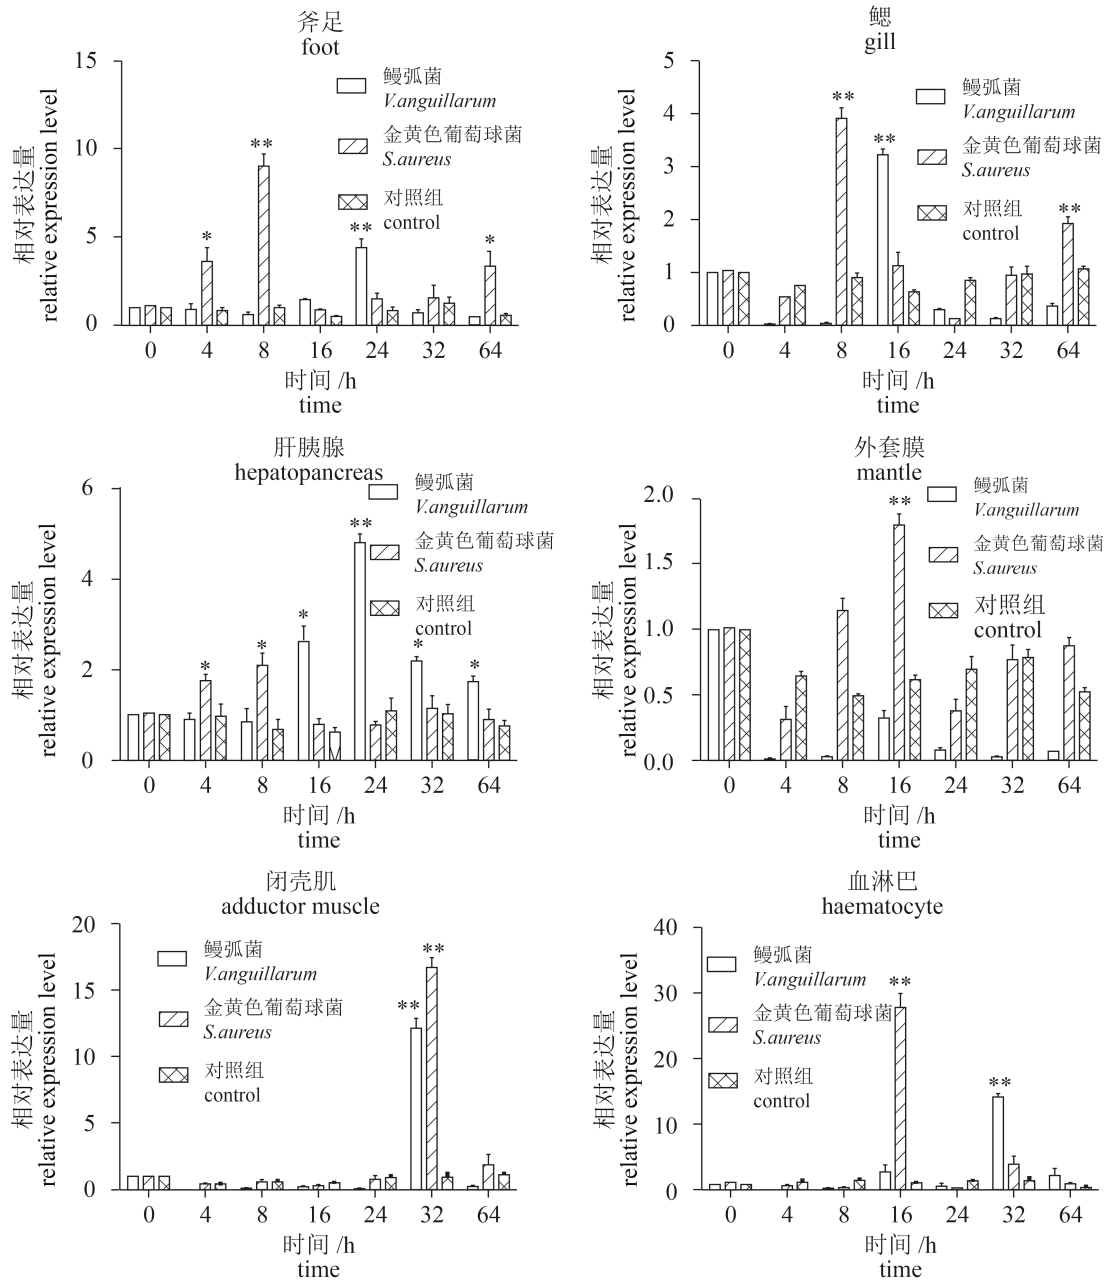 斧足
foot
相对表达量
relative expression level
15
10
5
0
鳗弧菌
V.anguillarum
金黄色葡萄球菌
S.aureus
对照组
control
*
**
**
*
0 4 8 16 24 32 64
时间 /h
time
鳃
gill
相对表达量
relative expression level
5
4
3
2
1
0
鳗弧菌
V.anguillarum
金黄色葡萄球菌
S.aureus
对照组
control
**
**
**
0 4 8 16 24 32 64
时间 /h
time
肝胰腺
hepatopancreas
相对表达量
relative expression level
6
4
2
0
鳗弧菌
V.anguillarum
金黄色葡萄球菌
S.aureus
对照组
control
*
*
*
**
*
*
0 4 8 16 24 32 64
时间 /h
time
外套膜
mantle
相对表达量
relative expression level
2.0
1.5
1.0
0.5
0.0
鳗弧菌
V.anguillarum
金黄色葡萄球菌
S.aureus
对照组
control
**
0 4 8 16 24 32 64
时间 /h
time
闭壳肌
adductor muscle
相对表达量
relative expression level
20
15
10
5
0
鳗弧菌
V.anguillarum
金黄色葡萄球菌
S.aureus
对照组
control
**
**
0 4 8 16 24 32 64
时间 /h
time
血淋巴
haematocyte
相对表达量
relative expression level
40
30
20
10
0
鳗弧菌
V.anguillarum
金黄色葡萄球菌
S.aureus
对照组
control
**
**
0 4 8 16 24 32 64
时间 /h
time